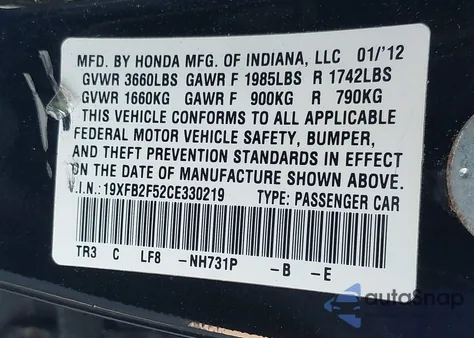 MFD. BY HONDA MFG. OF INDIANA, LLC 01/'12
GVWR 3660LBS GAWR F 1985LBS R 1742LBS
GVWR 1660KG GAWR F 900KG R 790KG
THIS VEHICLE CONFORMS TO ALL APPLICABLE
FEDERAL MOTOR VEHICLE SAFETY, BUMPER,
AND THEFT PREVENTION STANDARDS IN EFFECT
ON THE DATE OF MANUFACTURE SHOWN ABOVE.
V.I.N.: 19XFB2F52CE330219 TYPE: PASSENGER CAR
TR3 C LF8 -NH731P -B -E
autoSnap